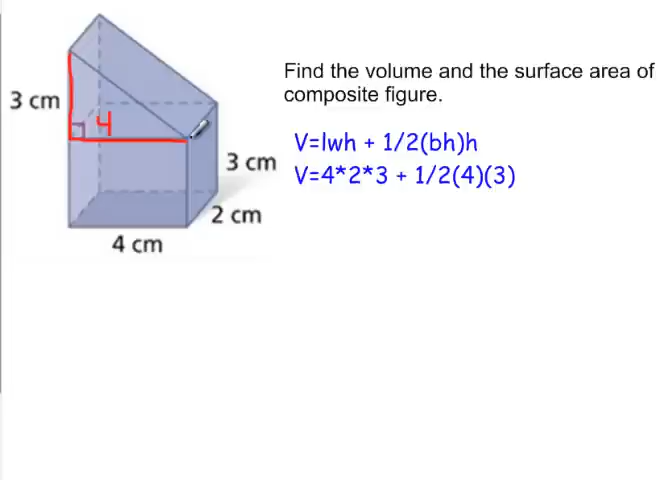 Find the volume and the surface area of
composite figure.
3 cm
4
V=lwh + 1/2(bh)h
V=4*2*3 + 1/2(4)(3)
3 cm
2 cm
4 cm